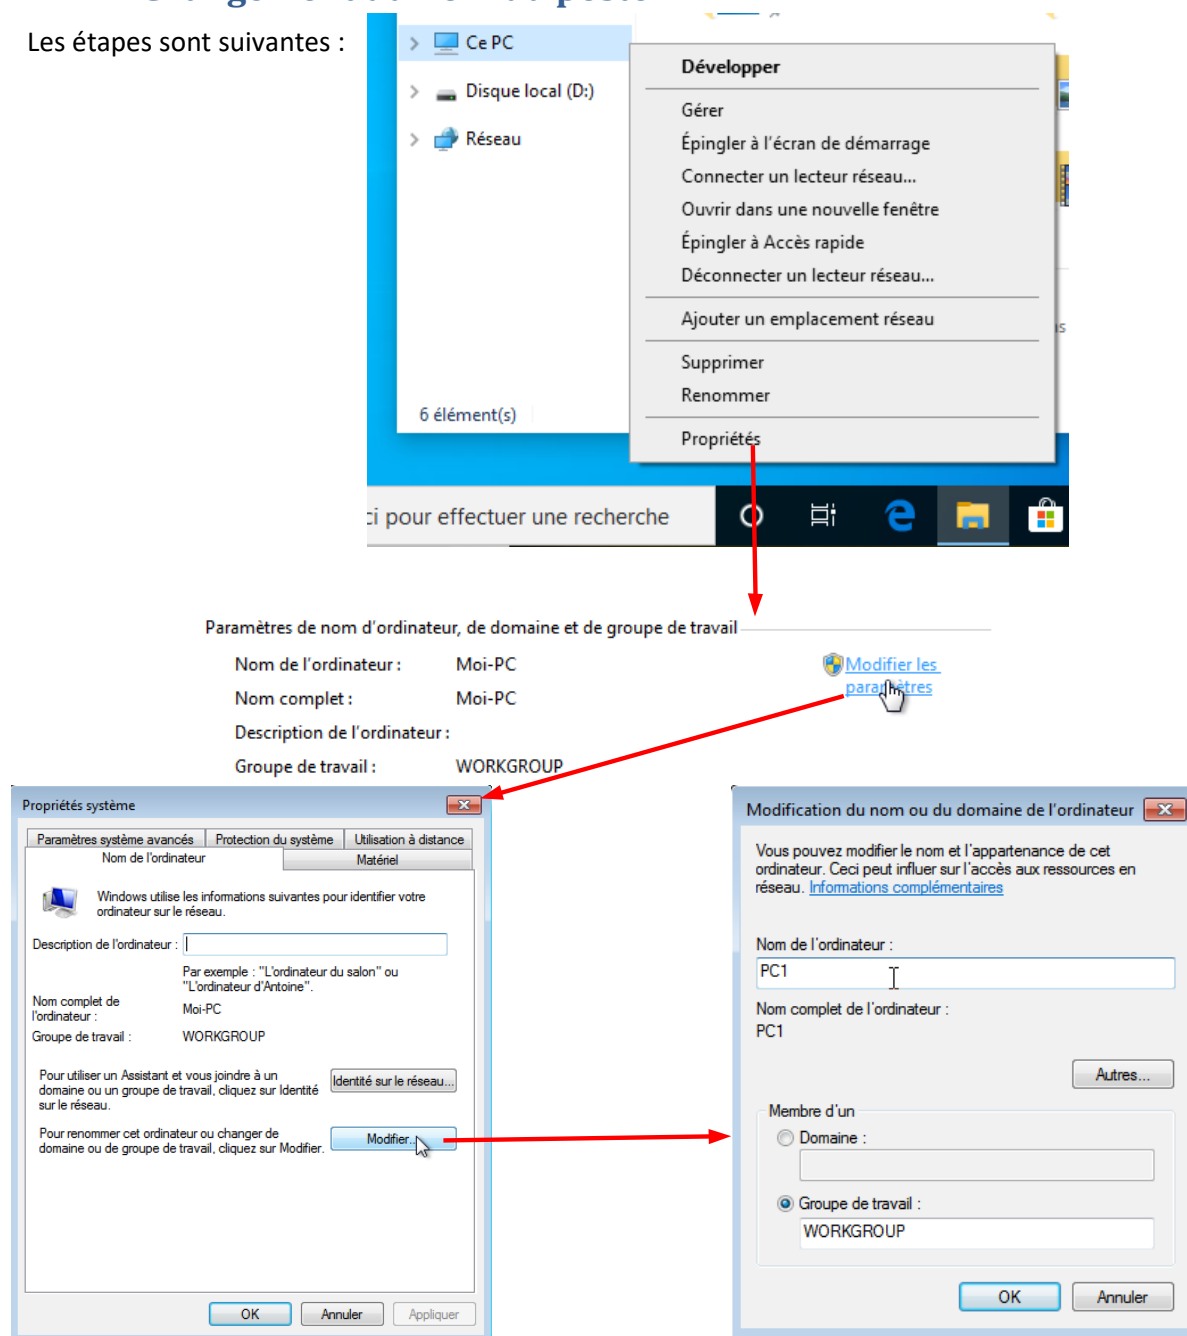 Les étapes sont suivantes :
Ce PC
Disque local (D:)
Réseau
6 élément(s)
Développer
Gérer
Épingler à l'écran de démarrage
Connecter un lecteur réseau...
Ouvrir dans une nouvelle fenêtre
Épingler à Accès rapide
Déconnecter un lecteur réseau...
Ajouter un emplacement réseau
Supprimer
Renommer
Propriétés
ci pour effectuer une recherche
Paramètres de nom d'ordinateur, de domaine et de groupe de travail
Nom de l'ordinateur : Moi-PC
Modifier les
paramètres
Nom complet : Moi-PC
Description de l'ordinateur :
Groupe de travail : WORKGROUP
Propriétés système
Paramètres système avancés Protection du système Utilisation à distance
Nom de l'ordinateur Matériel
Windows utilise les informations suivantes pour identifier votre
ordinateur sur le réseau.
Description de l'ordinateur :
Par exemple : "L'ordinateur du salon" ou
"L'ordinateur d'Antoine".
Nom complet de
l'ordinateur :
Moi-PC
Groupe de travail : WORKGROUP
Pour utiliser un Assistant et vous joindre à un
domaine ou un groupe de travail, cliquez sur Identité
sur le réseau.
Identité sur le réseau...
Pour renommer cet ordinateur ou changer de
domaine ou de groupe de travail, cliquez sur Modifier.
Modifier...
OK Annuler Appliquer
Modification du nom ou du domaine de l'ordinateur
Vous pouvez modifier le nom et l'appartenance de cet
ordinateur. Ceci peut influer sur l'accès aux ressources en
réseau. Informations complémentaires
Nom de l'ordinateur :
PC1
Nom complet de l'ordinateur :
PC1
Autres...
Membre d'un
Domaine :
Groupe de travail :
WORKGROUP
OK Annuler